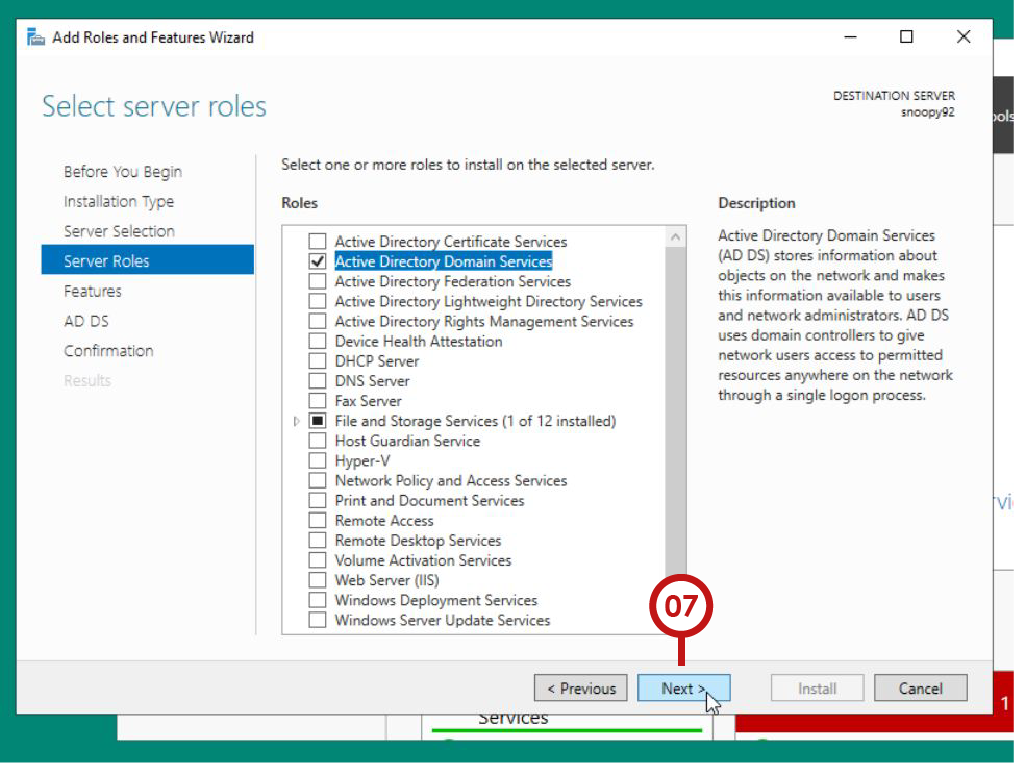 Add Roles and Features Wizard
Select server roles
DESTINATION SERVER
snoopy92
Before You Begin
Installation Type
Server Selection
Server Roles
Features
AD DS
Confirmation
Results
Select one or more roles to install on the selected server.
Roles
Active Directory Certificate Services
Active Directory Domain Services
Active Directory Federation Services
Active Directory Lightweight Directory Services
Active Directory Rights Management Services
Device Health Attestation
DHCP Server
DNS Server
Fax Server
File and Storage Services (1 of 12 installed)
Host Guardian Service
Hyper-V
Network Policy and Access Services
Print and Document Services
Remote Access
Remote Desktop Services
Volume Activation Services
Web Server (IIS)
Windows Deployment Services
Windows Server Update Services
Description
Active Directory Domain Services
(AD DS) stores information about
objects on the network and makes
this information available to users
and network administrators. AD DS
uses domain controllers to give
network users access to permitted
resources anywhere on the network
through a single logon process.
07
< Previous
Next >
Install
Cancel
Services
1